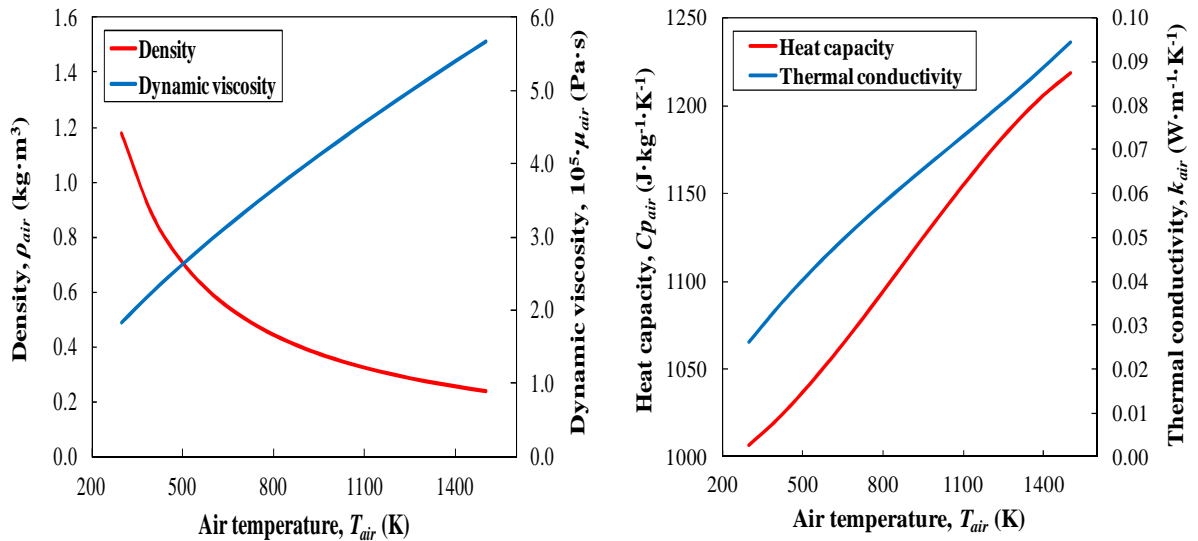 Density, ρair (kg·m³)
1.6
1.4
1.2
1.0
0.8
0.6
0.4
0.2
0.0
Density
Dynamic viscosity
6.0
5.0
4.0
3.0
2.0
1.0
0.0
Dynamic viscosity, 10⁵·μair (Pa·s)
200 500 800 1100 1400
Air temperature, Tair (K)
Heat capacity, Cpair (J·kg⁻¹·K⁻¹)
1250
1200
1150
1100
1050
1000
Heat capacity
Thermal conductivity
0.10
0.09
0.08
0.07
0.06
0.05
0.04
0.03
0.02
0.01
0.00
Thermal conductivity, kair (W·m⁻¹·K⁻¹)
200 500 800 1100 1400
Air temperature, Tair (K)